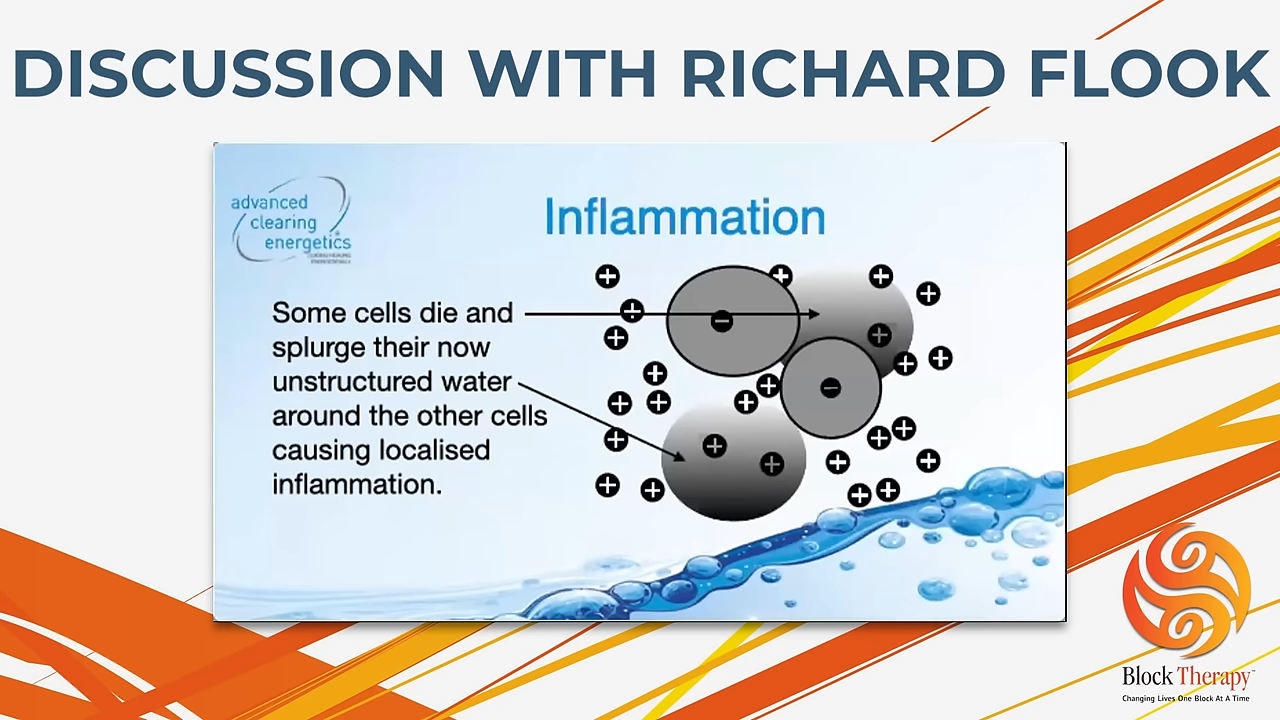 DISCUSSION WITH RICHARD FLOOK
advanced
clearing
energetics
Inflammation
Some cells die and
splurge their now
unstructured water
around the other cells
causing localised
inflammation.
Block Therapy
Changing Lives One Block At A Time